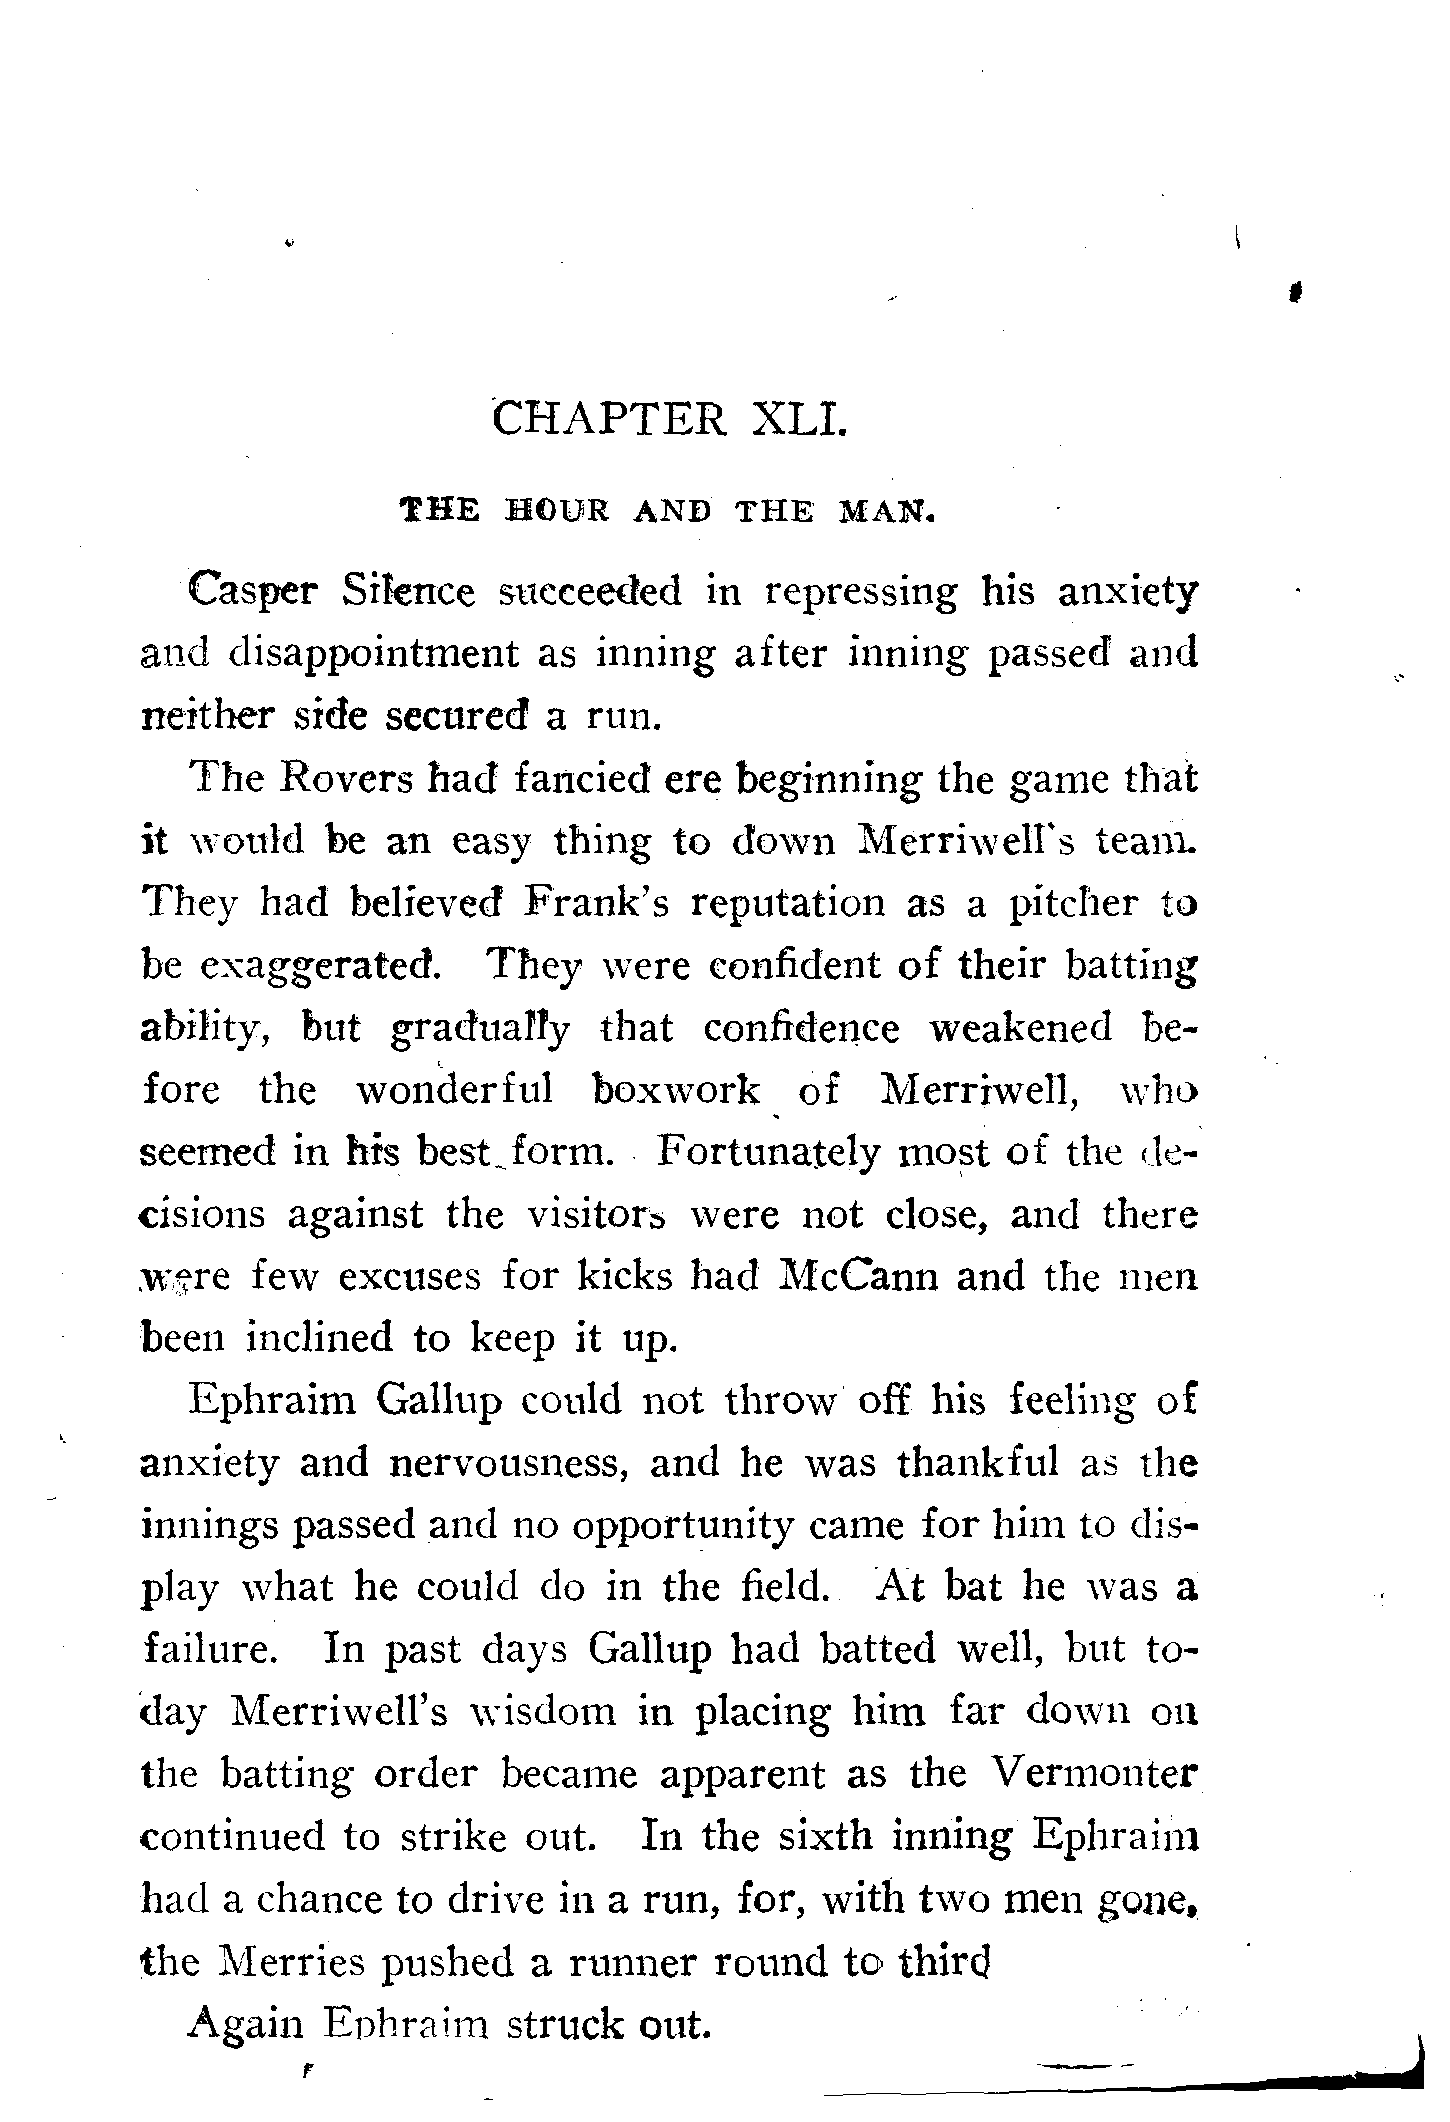 CHAPTER XLI.
THE HOUR AND THE MAN.
Casper Silence succeeded in repressing his anxiety
and disappointment as inning after inning passed and
neither side secured a run.
The Rovers had fancied ere beginning the game that
it would be an easy thing to down Merriwell's team.
They had believed Frank's reputation as a pitcher to
be exaggerated. They were confident of their batting
ability, but gradually that confidence weakened be-
fore the wonderful boxwork of Merriwell, who
seemed in his best form. Fortunately most of the de-
cisions against the visitors were not close, and there
were few excuses for kicks had McCann and the men
been inclined to keep it up.
Ephraim Gallup could not throw off his feeling of
anxiety and nervousness, and he was thankful as the
innings passed and no opportunity came for him to dis-
play what he could do in the field. At bat he was a
failure. In past days Gallup had batted well, but to-
day Merriwell's wisdom in placing him far down on
the batting order became apparent as the Vermonter
continued to strike out. In the sixth inning Ephraim
had a chance to drive in a run, for, with two men gone,
the Merries pushed a runner round to third
Again Ephraim struck out.